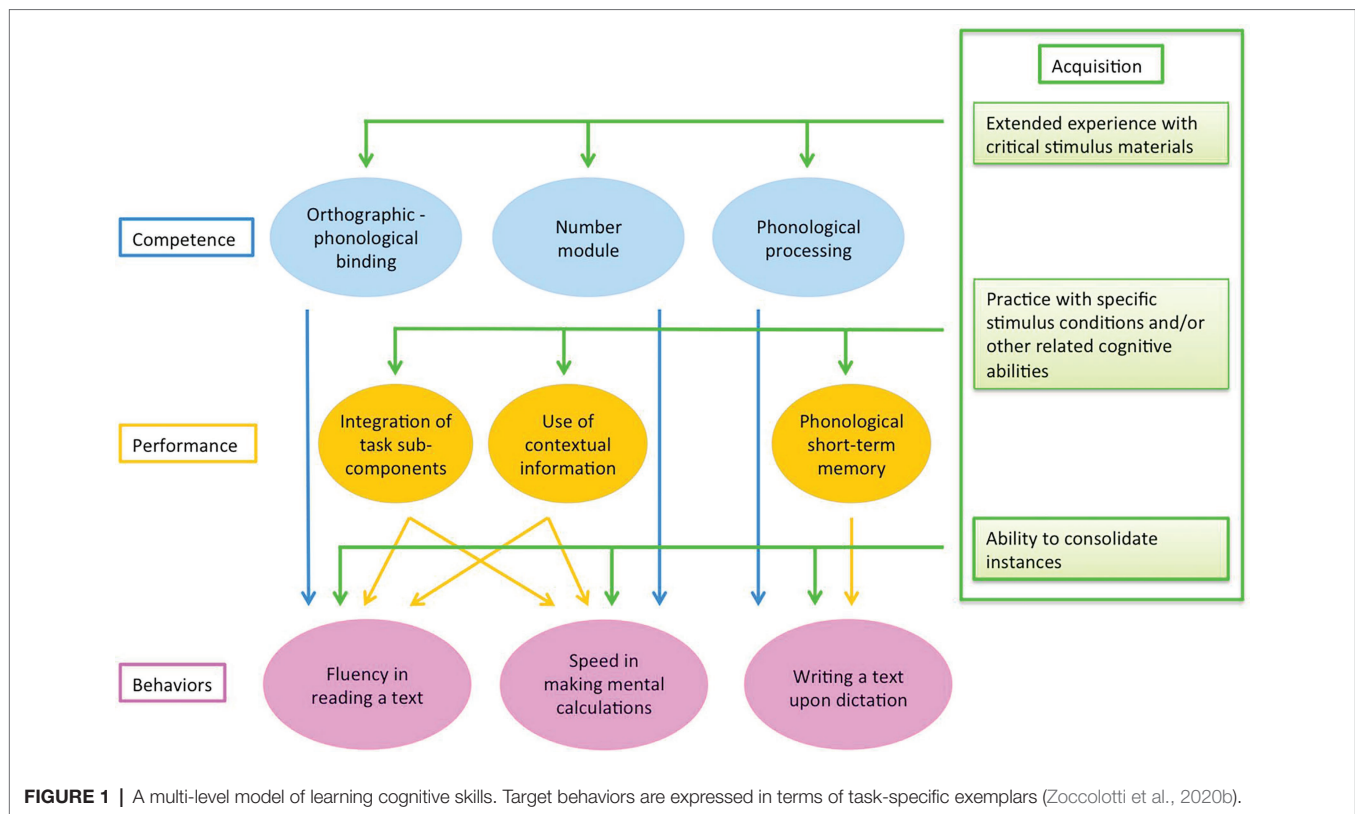 Acquisition
Extended experience with
critical stimulus materials
Competence
Orthographic -
phonological
binding
Number
module
Phonological
processing
Practice with specific
stimulus conditions and/or
other related cognitive
abilities
Performance
Integration of
task sub-
components
Use of
contextual
information
Phonological
short-term
memory
Ability to consolidate
instances
Behaviors
Fluency in
reading a text
Speed in
making mental
calculations
Writing a text
upon dictation
FIGURE 1 | A multi-level model of learning cognitive skills. Target behaviors are expressed in terms of task-specific exemplars (Zoccolotti et al., 2020b).